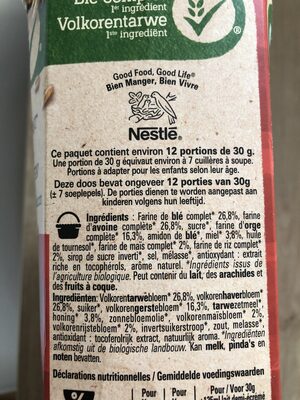 1er ingrédient
Volkorentarwe
1ste ingrediënt
Good Food, Good Life®
Bien Manger, Bien Vivre
Nestlé®
Ce paquet contient environ 12 portions de 30 g.
Une portion de 30 g équivaut environ à 7 cuillères à soupe.
Portions à adapter pour les enfants selon leur âge.
Deze doos bevat ongeveer 12 porties van 30g
(± 7 soeplepels). De porties dienen te worden aangepast aan
kinderen volgens hun leeftijd.
Ingrédients : Farine de blé complet* 26,8%, farine
d'avoine complète* 26,8%, sucre*, farine d'orge
complète* 16,3%, amidon de blé*, miel* 3,8%, huile
de tournesol*, farine de maïs complet* 2%, farine de riz complet*
2%, sirop de sucre inverti*, sel, mélasse*, antioxydant : extrait
riche en tocophérols, arôme naturel. *Ingrédients issus de
l'agriculture biologique. Peut contenir du lait, des arachides et
des fruits à coque.
Ingrediënten: Volkorentarwebloem* 26,8%, volkorenhaverbloem*
26,8%, suiker*, volkorengerstebloem* 16,3%, tarwezetmeel*,
honing* 3,8%, zonnebloemolie*, volkorenmaïsbloem* 2%,
volkorenrijstebloem* 2%, invertsuikerstroop*, zout, melasse*,
antioxidant : tocoferolrijk extract, natuurlijk aroma. *Ingrediënten
afkomstig uit de biologische landbouw. Kan melk, pinda's en
noten bevatten.
Déclarations nutritionnelles / Gemiddelde voedingswaarden
Pour
Pour
Pour / Voor 30g